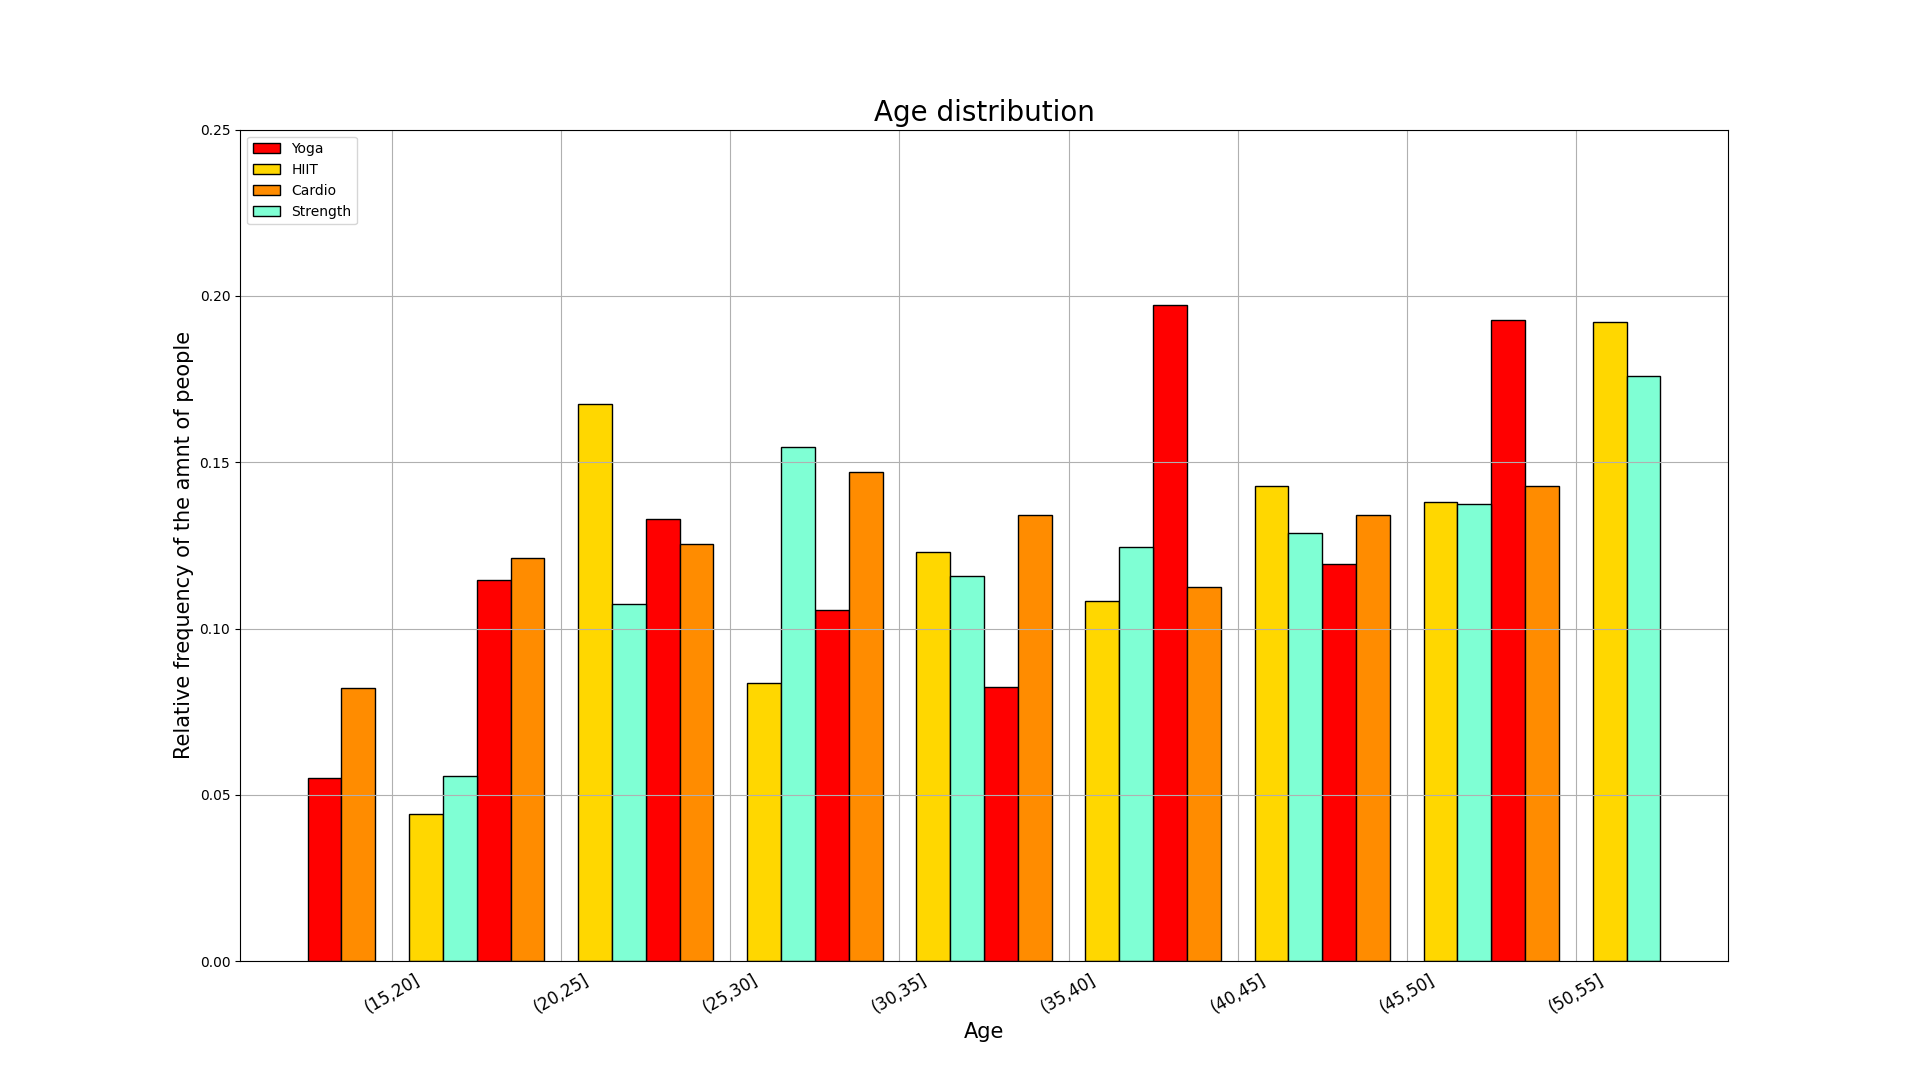 Age distribution
0.25
0.20
0.15
0.10
0.05
0.00
Relative frequency of the amnt of people
Yoga
HIIT
Cardio
Strength
(15,20]
(20,25]
(25,30]
(30,35]
(35,40]
(40,45]
(45,50]
(50,55]
Age